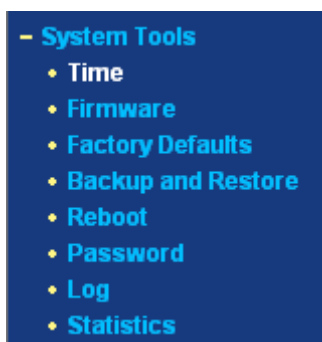 – System Tools
• Time
• Firmware
• Factory Defaults
• Backup and Restore
• Reboot
• Password
• Log
• Statistics